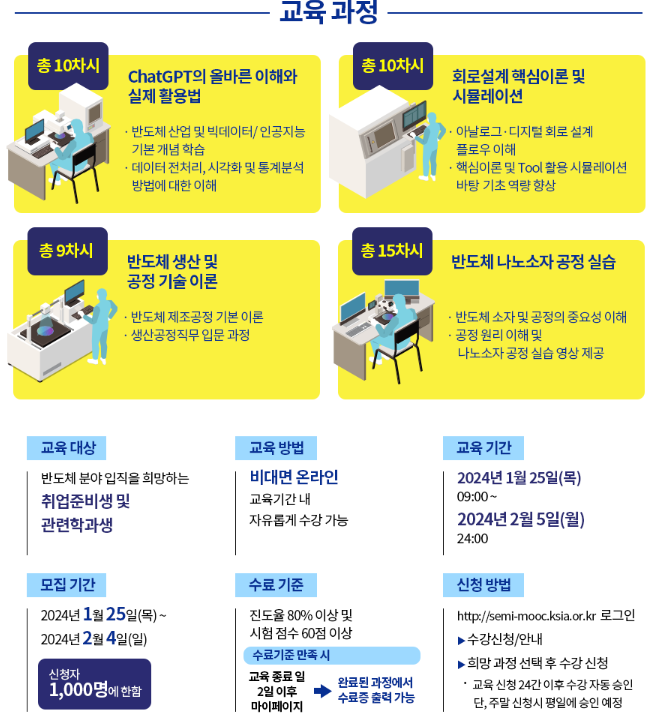 교육 과정
총 10차시
ChatGPT의 올바른 이해와
실제 활용법
· 반도체 산업 및 빅데이터/ 인공지능
기본 개념 학습
· 데이터 전처리, 시각화 및 통계분석
방법에 대한 이해
총 10차시
회로설계 핵심이론 및
시뮬레이션
· 아날로그·디지털 회로 설계
플로우 이해
· 핵심이론 및 Tool 활용 시뮬레이션
바탕 기초 역량 향상
총 9차시
반도체 생산 및
공정 기술 이론
· 반도체 제조공정 기본 이론
· 생산공정직무 입문 과정
총 15차시
반도체 나노소자 공정 실습
· 반도체 소자 및 공정의 중요성 이해
· 공정 원리 이해 및
나노소자 공정 실습 영상 제공
교육 대상
반도체 분야 입직을 희망하는
취업준비생 및
관련학과생
교육 방법
비대면 온라인
교육기간 내
자유롭게 수강 가능
교육 기간
2024년 1월 25일(목)
09:00 ~
2024년 2월 5일(월)
24:00
모집 기간
2024년 1월 25일(목) ~
2024년 2월 4일(일)
신청자
1,000명에 한함
수료 기준
진도율 80% 이상 및
시험 점수 60점 이상
수료기준 만족 시
교육 종료 일
2일 이후
마이페이지
완료된 과정에서
수료증 출력 가능
신청 방법
http://semi-mooc.ksia.or.kr 로그인
▶수강신청/안내
▶희망 과정 선택 후 수강 신청
· 교육 신청 24간 이후 수강 자동 승인
단, 주말 신청시 평일에 승인 예정